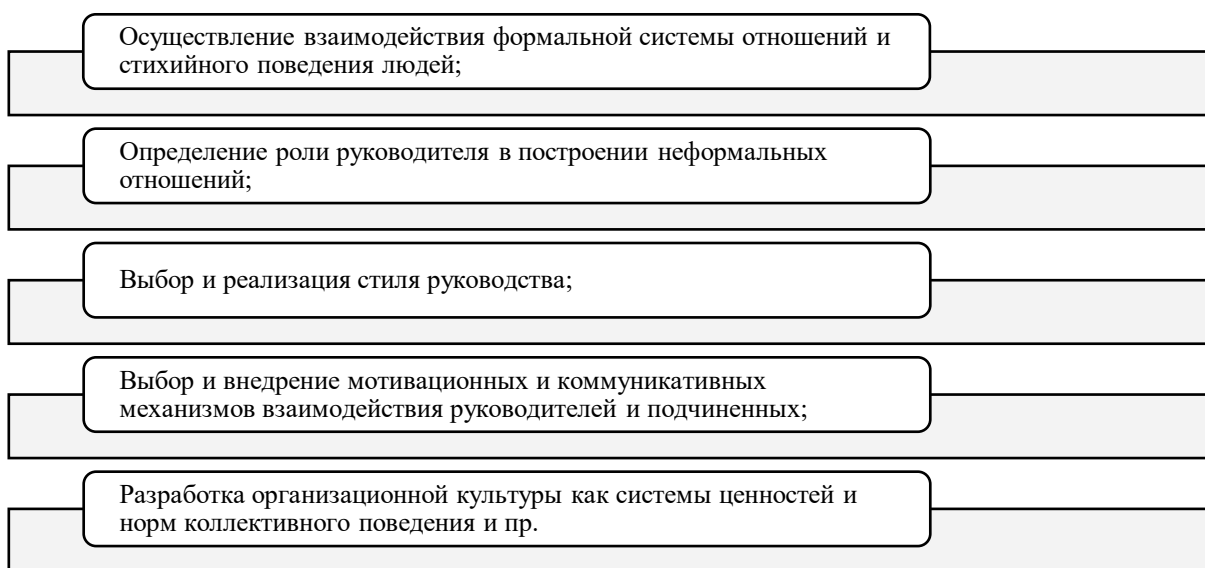 Осуществление взаимодействия формальной системы отношений и
стихийного поведения людей;
Определение роли руководителя в построении неформальных
отношений;
Выбор и реализация стиля руководства;
Выбор и внедрение мотивационных и коммуникативных
механизмов взаимодействия руководителей и подчиненных;
Разработка организационной культуры как системы ценностей и
норм коллективного поведения и пр.